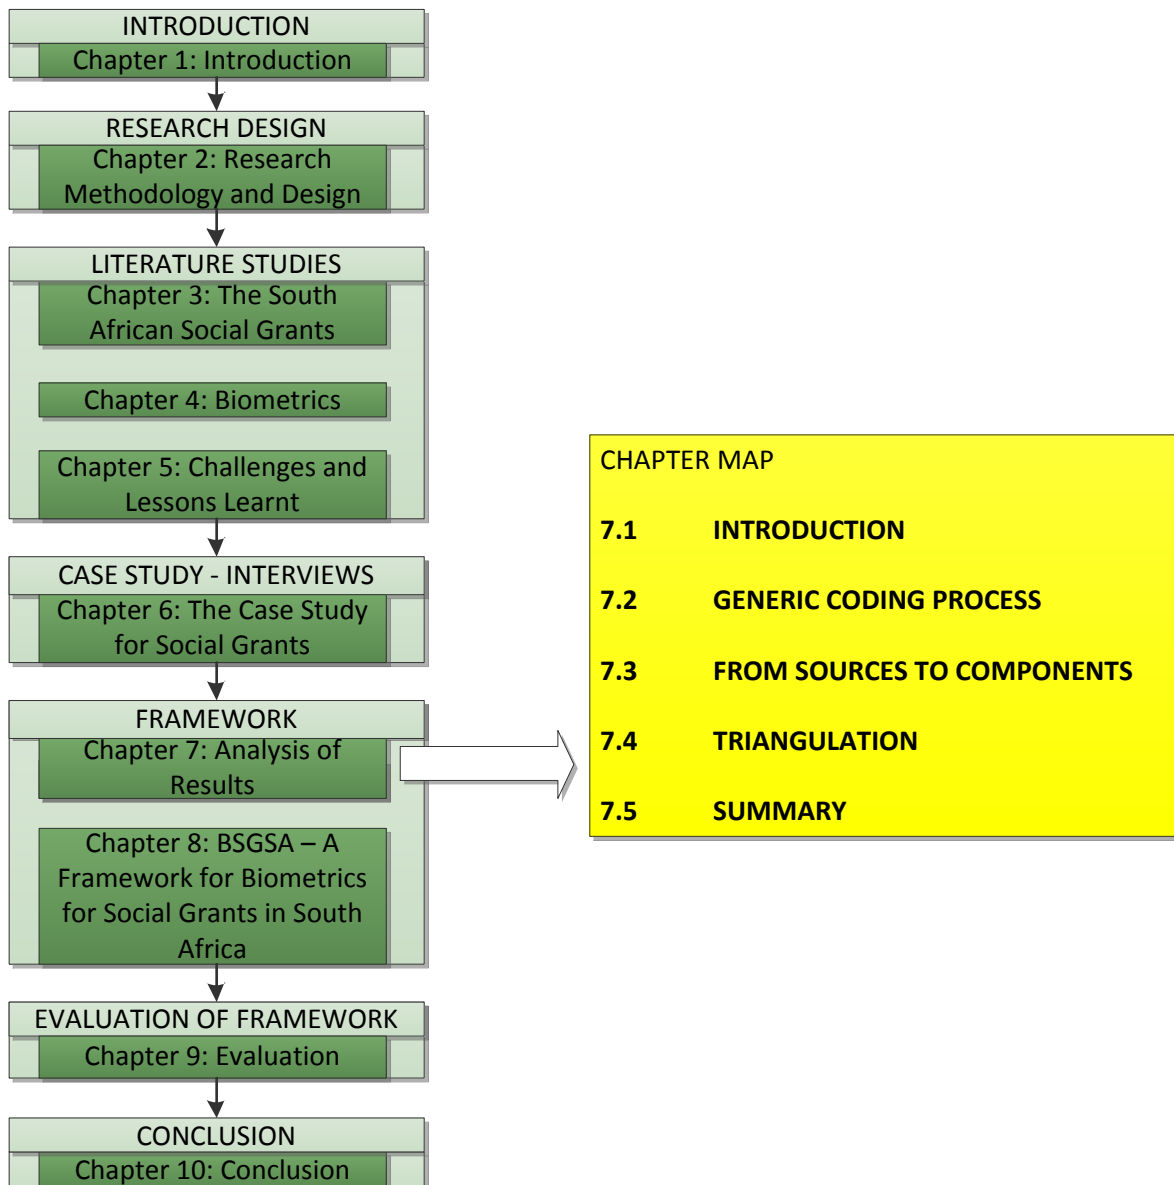 INTRODUCTION
Chapter 1: Introduction
RESEARCH DESIGN
Chapter 2: Research
Methodology and Design
LITERATURE STUDIES
Chapter 3: The South
African Social Grants
Chapter 4: Biometrics
Chapter 5: Challenges and
Lessons Learnt
CASE STUDY - INTERVIEWS
Chapter 6: The Case Study
for Social Grants
FRAMEWORK
Chapter 7: Analysis of
Results
Chapter 8: BSGSA – A
Framework for Biometrics
for Social Grants in South
Africa
EVALUATION OF FRAMEWORK
Chapter 9: Evaluation
CONCLUSION
Chapter 10: Conclusion
CHAPTER MAP
7.1 INTRODUCTION
7.2 GENERIC CODING PROCESS
7.3 FROM SOURCES TO COMPONENTS
7.4 TRIANGULATION
7.5 SUMMARY